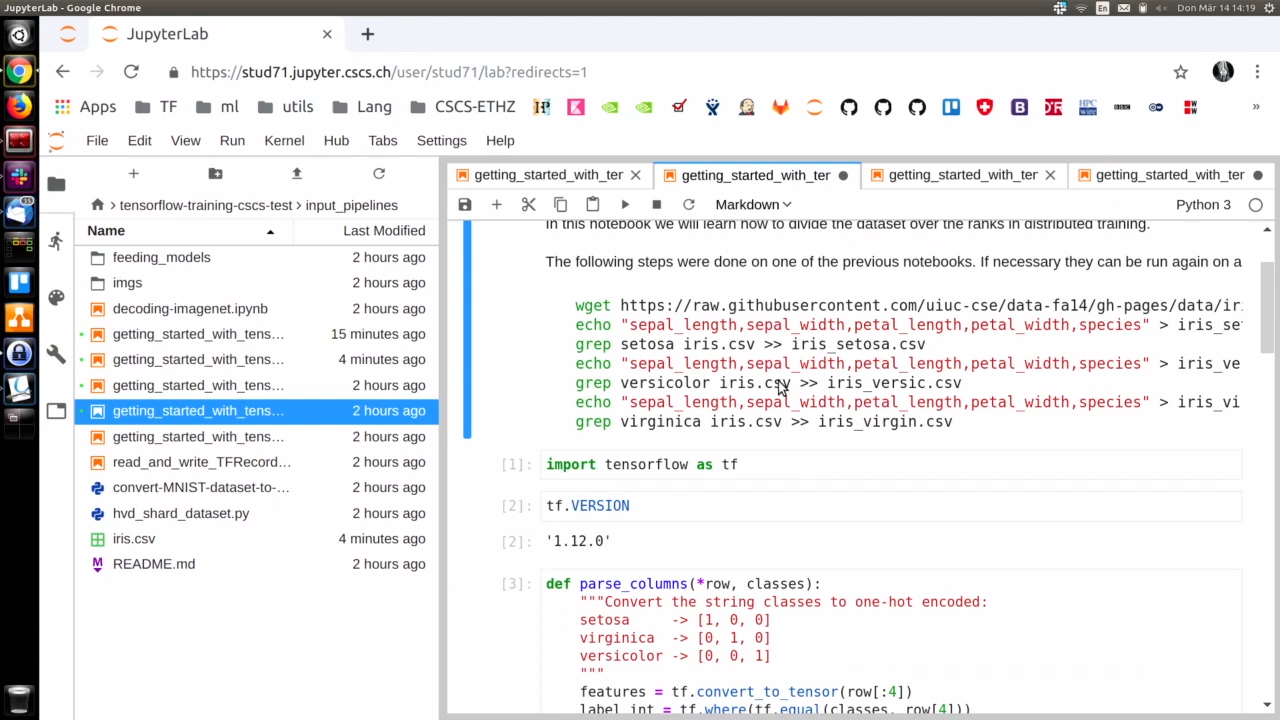 JupyterLab - Google Chrome
En
Don Mär 14 14:19
JupyterLab
https://stud71.jupyter.cscs.ch/user/stud71/lab?redirects=1
Apps TF ml utils Lang CSCS-ETHZ
File Edit View Run Kernel Hub Tabs Settings Help
getting_started_with_ter
getting_started_with_ter
getting_started_with_ter
getting_started_with_ter
tensorflow-training-cscs-test / input_pipelines
Markdown
Python 3
Name Last Modified
feeding_models 2 hours ago
imgs 2 hours ago
decoding-imagenet.ipynb 2 hours ago
getting_started_with_tens... 15 minutes ago
getting_started_with_tens... 4 minutes ago
getting_started_with_tens... 2 hours ago
getting_started_with_tens... 2 hours ago
getting_started_with_tens... 2 hours ago
read_and_write_TFRecord... 2 hours ago
convert-MNIST-dataset-to-... 2 hours ago
hvd_shard_dataset.py 2 hours ago
iris.csv 4 minutes ago
README.md 2 hours ago
In this notebook we will learn how to divide the dataset over the ranks in distributed training.
The following steps were done on one of the previous notebooks. If necessary they can be run again on a
wget https://raw.githubusercontent.com/uiuc-cse/data-fa14/gh-pages/data/iri
echo "sepal_length,sepal_width,petal_length,petal_width,species" > iris_set
grep setosa iris.csv >> iris_setosa.csv
echo "sepal_length,sepal_width,petal_length,petal_width,species" > iris_ve
grep versicolor iris.csv >> iris_versic.csv
echo "sepal_length,sepal_width,petal_length,petal_width,species" > iris_vi
grep virginica iris.csv >> iris_virgin.csv
[1]: import tensorflow as tf
[2]: tf.VERSION
[2]: '1.12.0'
[3]: def parse_columns(*row, classes):
"""Convert the string classes to one-hot encoded:
setosa -> [1, 0, 0]
virginica -> [0, 1, 0]
versicolor -> [0, 0, 1]
"""
features = tf.convert_to_tensor(row[:4])
label_int = tf.where(tf.equal(classes, row[4]))